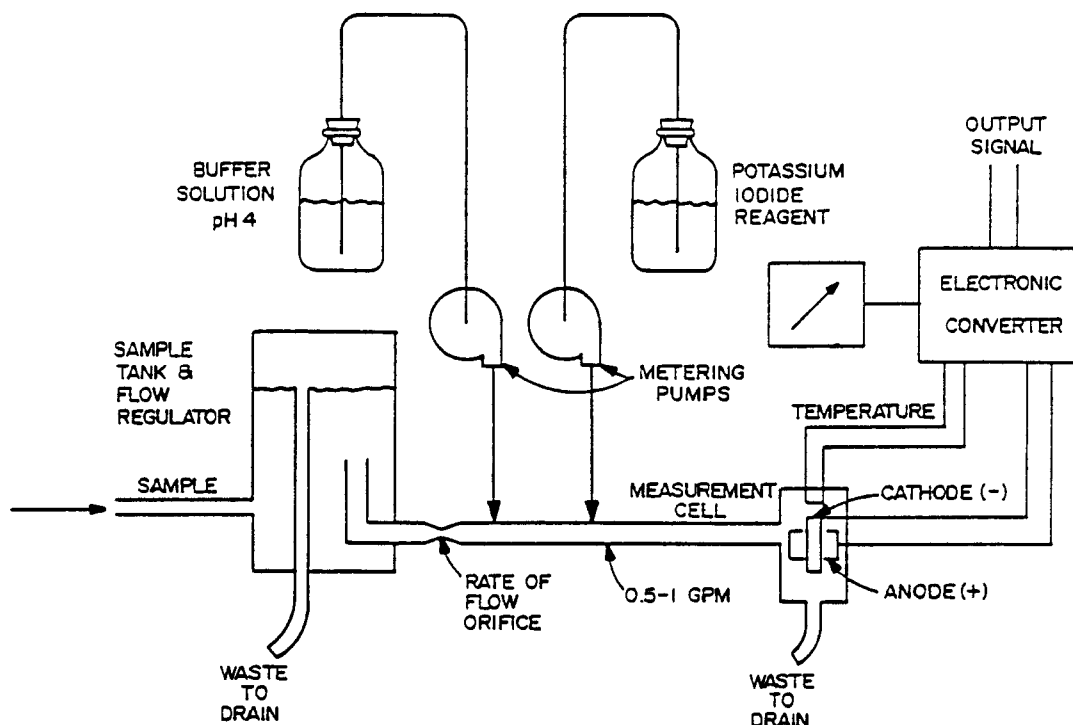 BUFFER
SOLUTION
pH 4
POTASSIUM
IODIDE
REAGENT
OUTPUT
SIGNAL
ELECTRONIC
CONVERTER
SAMPLE
TANK &
FLOW
REGULATOR
METERING
PUMPS
TEMPERATURE
SAMPLE
MEASUREMENT
CELL
CATHODE (-)
RATE OF
FLOW
ORIFICE
0.5-1 GPM
ANODE (+)
WASTE
TO
DRAIN
WASTE
TO
DRAIN